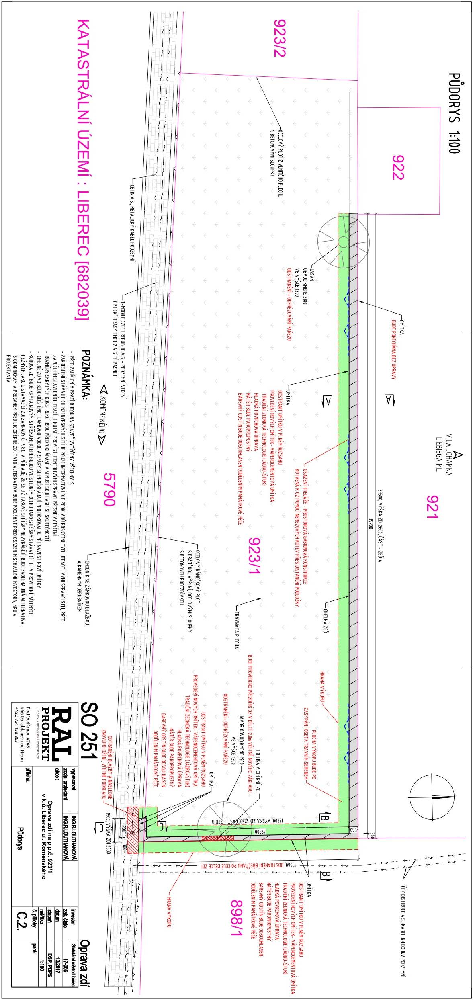 PŮDORYS 1:100
923/2
922
KATASTRÁLNÍ ÚZEMÍ : LIBEREC [682039]
OCELOVÝ PLOT Z VLNITÉHO PLECHU
S BETONOVÝMI SLOUPKY
CETIN A.S., METALICKÝ KABEL PODZEMNÍ
T-MOBILE CZECH REPUBLIC A.S. - PODZEMNÍ VEDENÍ
OPTICKÉ TRASY TMCT 2 A SÍTĚ PASNET
JASAN
OBVOD KMENE 2180
VE VÝŠCE 1300
ODSTRANĚNÍ + ODFRÉZOVÁNÍ PAŘEZU
OMÍTKA
BUDE PONECHÁNA BEZ OPRAVY
A
A
OMÍTKA
ODSTRANIT OMÍTKU V PLNÉM ROZSAHU
PROVEDENÍ NOVÝCH OMÍTEK - VÁPENOCEMENTOVÁ OMÍTKA
TRADIČNÍ ZEDNICKÁ TECHNOLOGIE (JÁDRO+ŠTUK)
HLADKÁ POVRCHOVÁ ÚPRAVA
NÁTĚR BUDE PAROPROPUSTNÝ
BAREVNÝ ODSTÍN BUDE ODSOUHLASEN ODDĚLENÍM PAMÁTKOVÉ PÉČE
VILA JOHAMNA
LIEBIEGA ML.
921
39500, VÝŠKA ZDI 2600, ČÁST - ZEĎ A
39200
OSAZENÍ TRELÁŽE - PROSTOROVÁ GABIONOVÁ KONSTRUKCE
KOTVENÁ K OZ POMOCÍ NEREZOVÝCH KOTEV PŘES DISTANČNÍ PODLOŽKY
923/1
CIHELNÁ ZEĎ
TRAVNATÁ PLOCHA
OCELOVÝ RÁMEČKOVÝ PLOT
S DRÁTĚNOU VÝPLNÍ, OCELOVÝMI SLOUPKY
S BETONOVOU PODEZDÍVKOU
CHODNÍK SE ZÁMKOVOU DLAŽBOU
A KAMENNÝM OBRUBNÍKEM
KOMENSKÉHO
5790
POZNÁMKA:
- PŘED ZAHÁJENÍM PRACÍ BUDOU NA STAVBĚ VYTÝČENY VŠECHNY IS
- ZAKRESLENÍ STÁVAJÍCÍCH INŽENÝRSKÝCH SÍTÍ JE POUZE INFORMATIVNÍ DLE PODKLADŮ POSKYTNUTÝCH JEDNOTLIVÝMI SPRÁVCI SÍTÍ, PŘED
ZAPOČETÍM STAVEBNÍCH PRACÍ JE NUTNÉ PROVÉST JEDNTOLIVÝMI SPRÁVCI PŘESNÉ VYTÝČENÍ
- ROZMĚRY SKRYTÝCH KONSTRUKCÍ JSOU PŘEDPOKLÁDANÉ A NEMUSÍ SOUHLASIT SE SKUTEČNOSTÍ
- CIHELNÉ ZDIVO BUDE OČIŠTĚNO TLAKOVOU VODOU A SPÁRY SE PROŠKRÁBAJÍ PRO DOKONALOU PŘILNAVOST NOVÉ OMÍTKY
- KORUNA ZDÍ BUDE KRYTA NOVÝMI STŘÍŠKAMI, KTERÉ BUDOU VE STEJNÉM DUCHU JAKO STŘÍŠKY STÁVAJÍCÍ, TJ. V PROVEDENÍ PÁLENÝCH,
REŽNÝCH JAKO U STÁVAJÍCÍ ZDI ZAHRADY Č.P. 81. V PŘÍPADĚ, ŽE SE JIŽ TAKOVÉ STŘÍŠKY NEVYRÁBĚJÍ, BUDE ZVOLENA JINÁ ALTERNATIVA,
S OKAPNIČKAMI A PŘESAHEM PŘED LÍC OPĚRNÉ ZDI. TATO ALTERNATIVA BUDE PODLÉHAT PŘED OSAZENÍM SCHVÁLENÍ INVESTORA, NPÚ A
PROJEKTANTA
HRANA VÝKOPU
PLOCHA VÝKOPU BUDE PO
ZASYPÁNÍ OSETA TRAVNÍM SEMENEM
TRHLINA V OPĚRNÉ ZDI
BUDE PROVEDENO PŘEZDĚNÍ OZ V DÉLCE 2.0m VČETNĚ NOVÉHO ZÁKLADU
JAVOR OBVOD KMENE 1900
VE VÝŠCE 1300
ODSTRANĚNÍ+ ODFRÉZOVÁNÍ PAŘEZU
OMÍTKA
ODSTRANIT OMÍTKU V PLNÉM ROZSAHU
PROVEDENÍ NOVÝCH OMÍTEK- VÁPENOCEMENTOVÁ OMÍTKA
TRADIČNÍ ZEDNICKÁ TECHNOLOGIE (JÁDRO+ŠTUK)
HLADKÁ POVRCHOVÁ ÚPRAVA
NÁTĚR BUDE PAROPROPUSTNÝ
BAREVNÝ ODSTÍN BUDE ODSOUHLASEN
ODDĚLENÍM PAMÁTKOVÉ PÉČE
ODTRANĚNÍ DLAŽBY A NÁSLEDNÉ
ZNOVUPOLOŽENÍ, VČETNĚ PODKLADU
12800, VÝŠKA ZDI 2150, ČÁST - ZEĎ B
12800
560
300
B
B
C
C
500
1200
300
1500, VÝŠKA ZDI 2380
13860, ODSTRANĚNÍ BŘEČŤANU PO CELÉ DÉLCE ZDI
HRANA VÝKOPU
OMÍTKA
ODSTRANIT OMÍTKU V PLNÉM ROZSAHU
PROVEDENÍ NOVÝCH OMÍTEK- VÁPENOCEMENTOVÁ OMÍTKA
TRADIČNÍ ZEDNICKÁ TECHNOLOGIE (JÁDRO+ŠTUK)
HLADKÁ POVRCHOVÁ ÚPRAVA
NÁTĚR BUDE PAROPROPUSTNÝ
BAREVNÝ ODSTÍN BUDE ODSOUHLASEN
ODDĚLENÍM PAMÁTKOVÉ PÉČE
898/1
ČEZ DISTIBUCE A.S., KABEL NN DO 1kV PODZEMNÍ
SO 251
Oprava zdí
RAL
PROJEKT
MOSTY A INŽENÝRSKÉ KONSTRUKCE
Pod Vodárnou 4746
466 05 Jablonec nad Nisou
+420 734 158 363
vypracoval
ING.R.LOUTHANOVÁ
zodp. projektant
ING.R.LOUTHANOVÁ
akce :
Oprava zdí na p.p.č. 923/1
v k.ú. Liberec ul. Komenského
příloha:
Půdorys
investor
Statutární město Liberec
zak. číslo
17-066
datum
12/2017
stupeň
DSP, PDPS
měřítko
1:100
č. přílohy:
C.2.
paré: